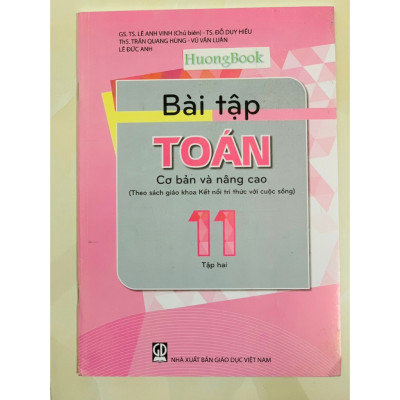 GS. TS. LÊ ANH VINH (Chủ biên) - TS. ĐỖ DUY HIẾU
ThS. TRẦN QUANG HÙNG - VŨ VĂN LUÂN
LÊ ĐỨC ANH
HuongBook
Bài tập
TOÁN
Cơ bản và nâng cao
(Theo sách giáo khoa Kết nối tri thức với cuộc sống)
11
Tập hai
GD
NHÀ XUẤT BẢN GIÁO DỤC VIỆT NAM